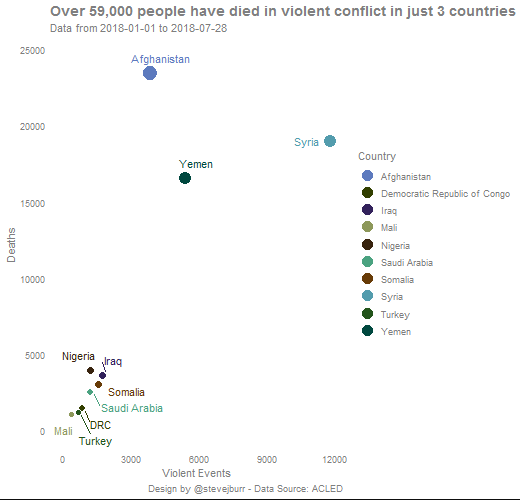 Over 59,000 people have died in violent conflict in just 3 countries
Data from 2018-01-01 to 2018-07-28
25000
20000
15000
10000
5000
0
Deaths
Afghanistan
Syria
Yemen
Nigeria
Iraq
Somalia
Saudi Arabia
DRC
Mali
Turkey
Country
Afghanistan
Democratic Republic of Congo
Iraq
Mali
Nigeria
Saudi Arabia
Somalia
Syria
Turkey
Yemen
0 3000 6000 9000 12000
Violent Events
Design by @stevejburr - Data Source: ACLED